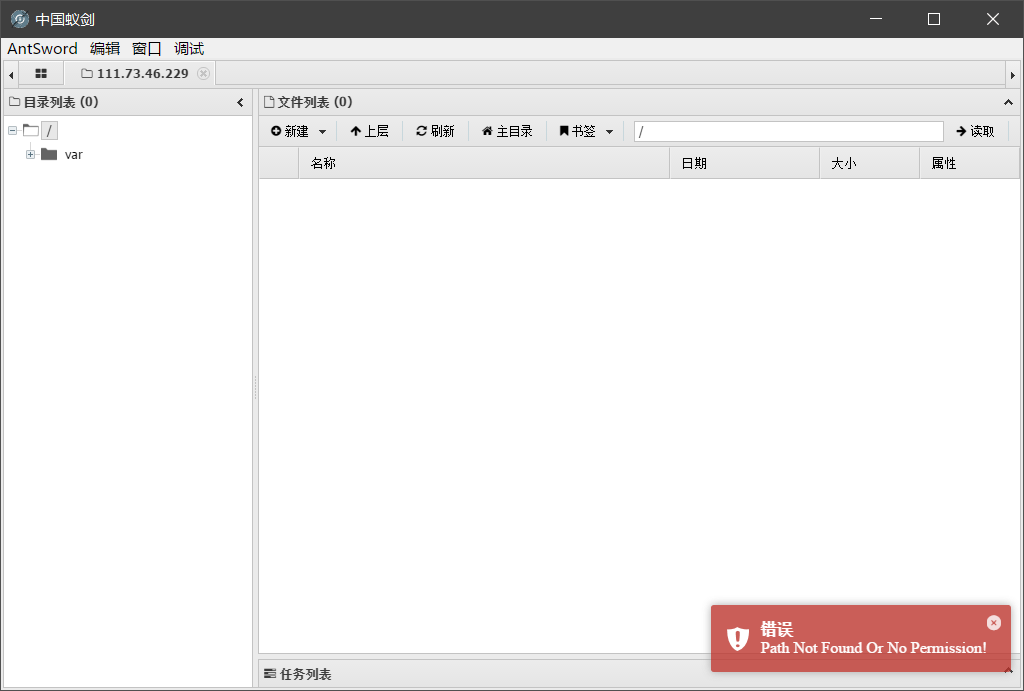 中国蚁剑
AntSword 编辑 窗口 调试
111.73.46.229
目录列表 (0)
文件列表 (0)
新建 上层 刷新 主目录 书签 / 读取
/
var
名称 日期 大小 属性
错误
Path Not Found Or No Permission!
任务列表